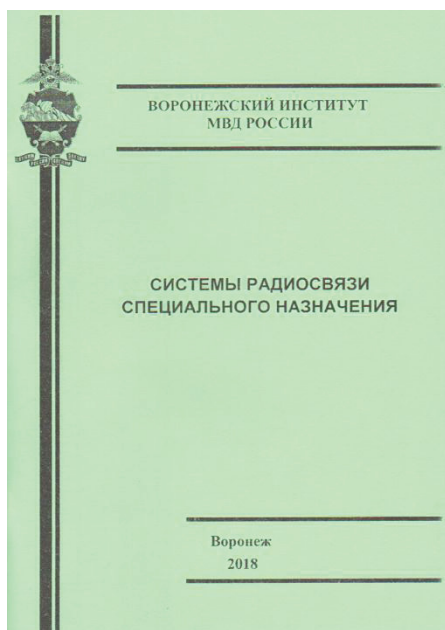 ВОРОНЕЖСКИЙ ИНСТИТУТ
МВД РОССИИ
СИСТЕМЫ РАДИОСВЯЗИ
СПЕЦИАЛЬНОГО НАЗНАЧЕНИЯ
Воронеж
2018